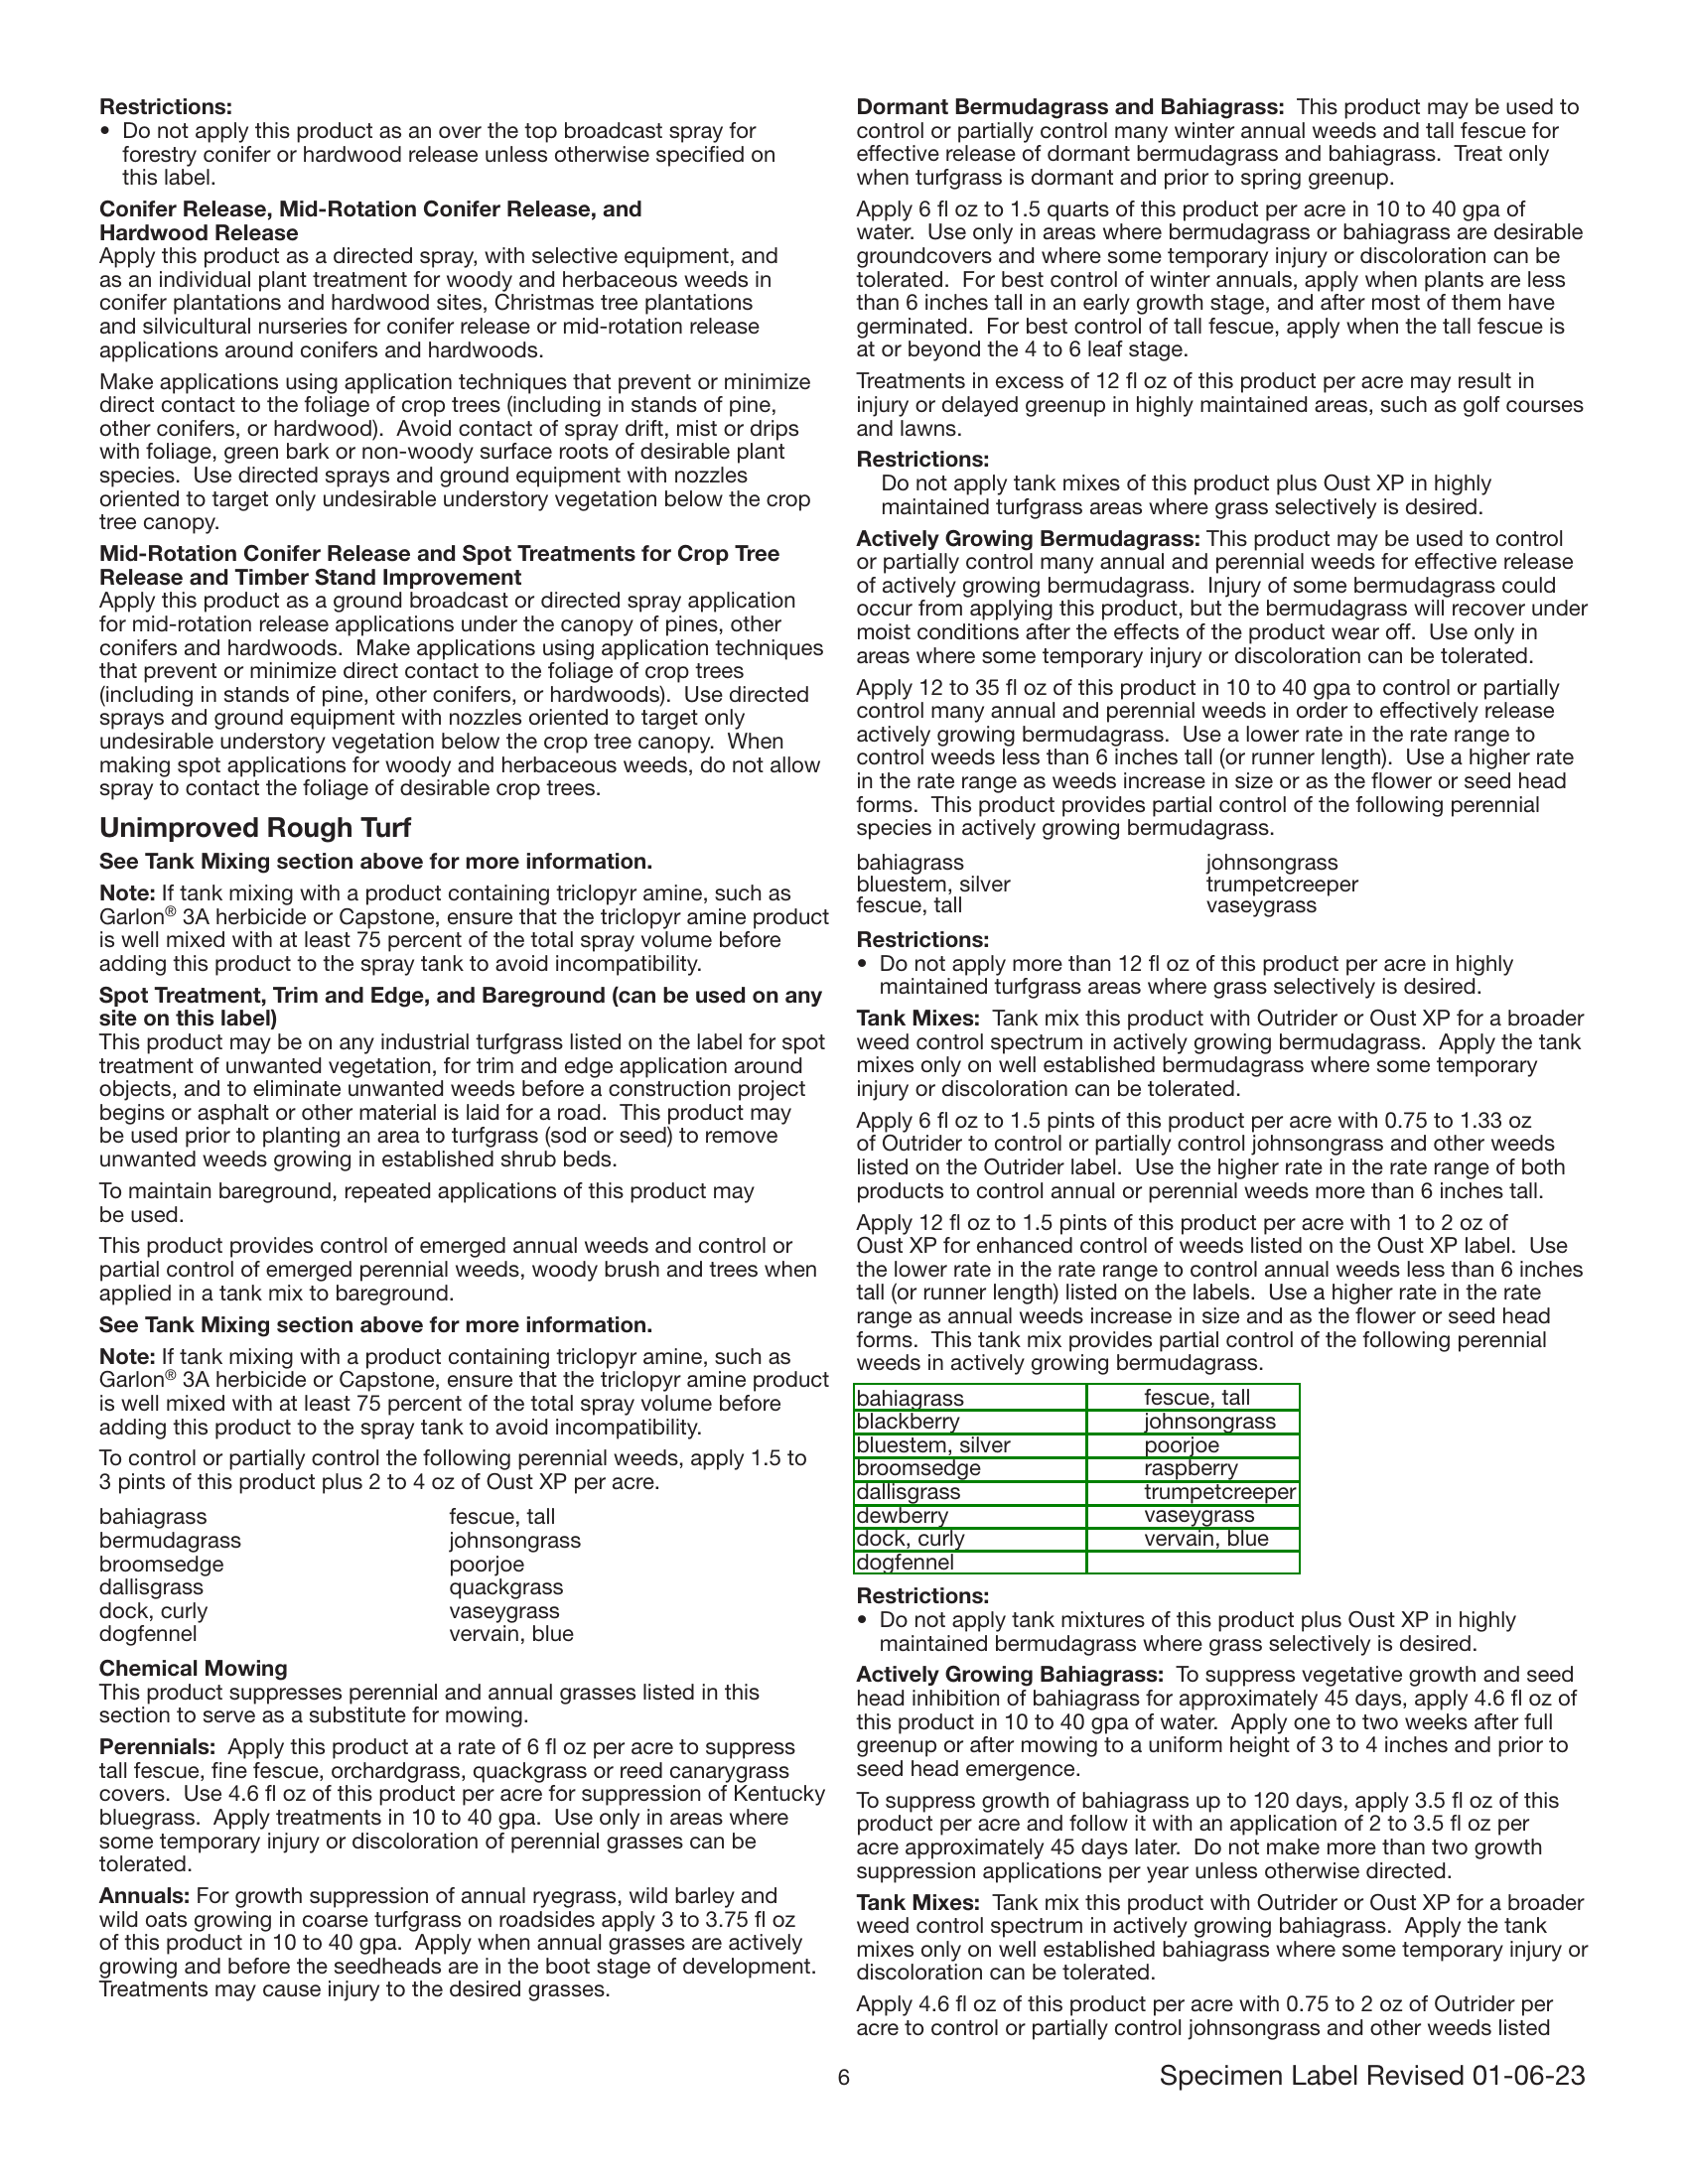 Restrictions:
• Do not apply this product as an over the top broadcast spray for
forestry conifer or hardwood release unless otherwise specified on
this label.
Conifer Release, Mid-Rotation Conifer Release, and
Hardwood Release
Apply this product as a directed spray, with selective equipment, and
as an individual plant treatment for woody and herbaceous weeds in
conifer plantations and hardwood sites, Christmas tree plantations
and silvicultural nurseries for conifer release or mid-rotation release
applications around conifers and hardwoods.
Make applications using application techniques that prevent or minimize
direct contact to the foliage of crop trees (including in stands of pine,
other conifers, or hardwood).  Avoid contact of spray drift, mist or drips
with foliage, green bark or non-woody surface roots of desirable plant
species.  Use directed sprays and ground equipment with nozzles
oriented to target only undesirable understory vegetation below the crop
tree canopy.
Mid-Rotation Conifer Release and Spot Treatments for Crop Tree
Release and Timber Stand Improvement
Apply this product as a ground broadcast or directed spray application
for mid-rotation release applications under the canopy of pines, other
conifers and hardwoods.  Make applications using application techniques
that prevent or minimize direct contact to the foliage of crop trees
(including in stands of pine, other conifers, or hardwoods).  Use directed
sprays and ground equipment with nozzles oriented to target only
undesirable understory vegetation below the crop tree canopy.  When
making spot applications for woody and herbaceous weeds, do not allow
spray to contact the foliage of desirable crop trees.
Unimproved Rough Turf
See Tank Mixing section above for more information.
Note: If tank mixing with a product containing triclopyr amine, such as
Garlon® 3A herbicide or Capstone, ensure that the triclopyr amine product
is well mixed with at least 75 percent of the total spray volume before
adding this product to the spray tank to avoid incompatibility.
Spot Treatment, Trim and Edge, and Bareground (can be used on any
site on this label)
This product may be on any industrial turfgrass listed on the label for spot
treatment of unwanted vegetation, for trim and edge application around
objects, and to eliminate unwanted weeds before a construction project
begins or asphalt or other material is laid for a road.  This product may
be used prior to planting an area to turfgrass (sod or seed) to remove
unwanted weeds growing in established shrub beds.
To maintain bareground, repeated applications of this product may
be used.
This product provides control of emerged annual weeds and control or
partial control of emerged perennial weeds, woody brush and trees when
applied in a tank mix to bareground.
See Tank Mixing section above for more information.
Note: If tank mixing with a product containing triclopyr amine, such as
Garlon® 3A herbicide or Capstone, ensure that the triclopyr amine product
is well mixed with at least 75 percent of the total spray volume before
adding this product to the spray tank to avoid incompatibility.
To control or partially control the following perennial weeds, apply 1.5 to
3 pints of this product plus 2 to 4 oz of Oust XP per acre.
bahiagrass fescue, tall
bermudagrass johnsongrass
broomsedge poorjoe
dallisgrass quackgrass
dock, curly vaseygrass
dogfennel vervain, blue
Chemical Mowing
This product suppresses perennial and annual grasses listed in this
section to serve as a substitute for mowing.
Perennials:  Apply this product at a rate of 6 fl oz per acre to suppress
tall fescue, fine fescue, orchardgrass, quackgrass or reed canarygrass
covers.  Use 4.6 fl oz of this product per acre for suppression of Kentucky
bluegrass.  Apply treatments in 10 to 40 gpa.  Use only in areas where
some temporary injury or discoloration of perennial grasses can be
tolerated.
Annuals: For growth suppression of annual ryegrass, wild barley and
wild oats growing in coarse turfgrass on roadsides apply 3 to 3.75 fl oz
of this product in 10 to 40 gpa.  Apply when annual grasses are actively
growing and before the seedheads are in the boot stage of development.
Treatments may cause injury to the desired grasses.
Dormant Bermudagrass and Bahiagrass:  This product may be used to
control or partially control many winter annual weeds and tall fescue for
effective release of dormant bermudagrass and bahiagrass.  Treat only
when turfgrass is dormant and prior to spring greenup.
Apply 6 fl oz to 1.5 quarts of this product per acre in 10 to 40 gpa of
water.  Use only in areas where bermudagrass or bahiagrass are desirable
groundcovers and where some temporary injury or discoloration can be
tolerated.  For best control of winter annuals, apply when plants are less
than 6 inches tall in an early growth stage, and after most of them have
germinated.  For best control of tall fescue, apply when the tall fescue is
at or beyond the 4 to 6 leaf stage.
Treatments in excess of 12 fl oz of this product per acre may result in
injury or delayed greenup in highly maintained areas, such as golf courses
and lawns.
Restrictions:
Do not apply tank mixes of this product plus Oust XP in highly
maintained turfgrass areas where grass selectively is desired.
Actively Growing Bermudagrass: This product may be used to control
or partially control many annual and perennial weeds for effective release
of actively growing bermudagrass.  Injury of some bermudagrass could
occur from applying this product, but the bermudagrass will recover under
moist conditions after the effects of the product wear off.  Use only in
areas where some temporary injury or discoloration can be tolerated.
Apply 12 to 35 fl oz of this product in 10 to 40 gpa to control or partially
control many annual and perennial weeds in order to effectively release
actively growing bermudagrass.  Use a lower rate in the rate range to
control weeds less than 6 inches tall (or runner length).  Use a higher rate
in the rate range as weeds increase in size or as the flower or seed head
forms.  This product provides partial control of the following perennial
species in actively growing bermudagrass.
bahiagrass johnsongrass
bluestem, silver trumpetcreeper
fescue, tall vaseygrass
Restrictions:
• Do not apply more than 12 fl oz of this product per acre in highly
maintained turfgrass areas where grass selectively is desired.
Tank Mixes:  Tank mix this product with Outrider or Oust XP for a broader
weed control spectrum in actively growing bermudagrass.  Apply the tank
mixes only on well established bermudagrass where some temporary
injury or discoloration can be tolerated.
Apply 6 fl oz to 1.5 pints of this product per acre with 0.75 to 1.33 oz
of Outrider to control or partially control johnsongrass and other weeds
listed on the Outrider label.  Use the higher rate in the rate range of both
products to control annual or perennial weeds more than 6 inches tall.
Apply 12 fl oz to 1.5 pints of this product per acre with 1 to 2 oz of
Oust XP for enhanced control of weeds listed on the Oust XP label.  Use
the lower rate in the rate range to control annual weeds less than 6 inches
tall (or runner length) listed on the labels.  Use a higher rate in the rate
range as annual weeds increase in size and as the flower or seed head
forms.  This tank mix provides partial control of the following perennial
weeds in actively growing bermudagrass.
bahiagrass fescue, tall
blackberry johnsongrass
bluestem, silver poorjoe
broomsedge raspberry
dallisgrass trumpetcreeper
dewberry vaseygrass
dock, curly vervain, blue
dogfennel
Restrictions:
• Do not apply tank mixtures of this product plus Oust XP in highly
maintained bermudagrass where grass selectively is desired.
Actively Growing Bahiagrass:  To suppress vegetative growth and seed
head inhibition of bahiagrass for approximately 45 days, apply 4.6 fl oz of
this product in 10 to 40 gpa of water.  Apply one to two weeks after full
greenup or after mowing to a uniform height of 3 to 4 inches and prior to
seed head emergence.
To suppress growth of bahiagrass up to 120 days, apply 3.5 fl oz of this
product per acre and follow it with an application of 2 to 3.5 fl oz per
acre approximately 45 days later.  Do not make more than two growth
suppression applications per year unless otherwise directed.
Tank Mixes:  Tank mix this product with Outrider or Oust XP for a broader
weed control spectrum in actively growing bahiagrass.  Apply the tank
mixes only on well established bahiagrass where some temporary injury or
discoloration can be tolerated.
Apply 4.6 fl oz of this product per acre with 0.75 to 2 oz of Outrider per
acre to control or partially control johnsongrass and other weeds listed
6
Specimen Label Revised 01-06-23